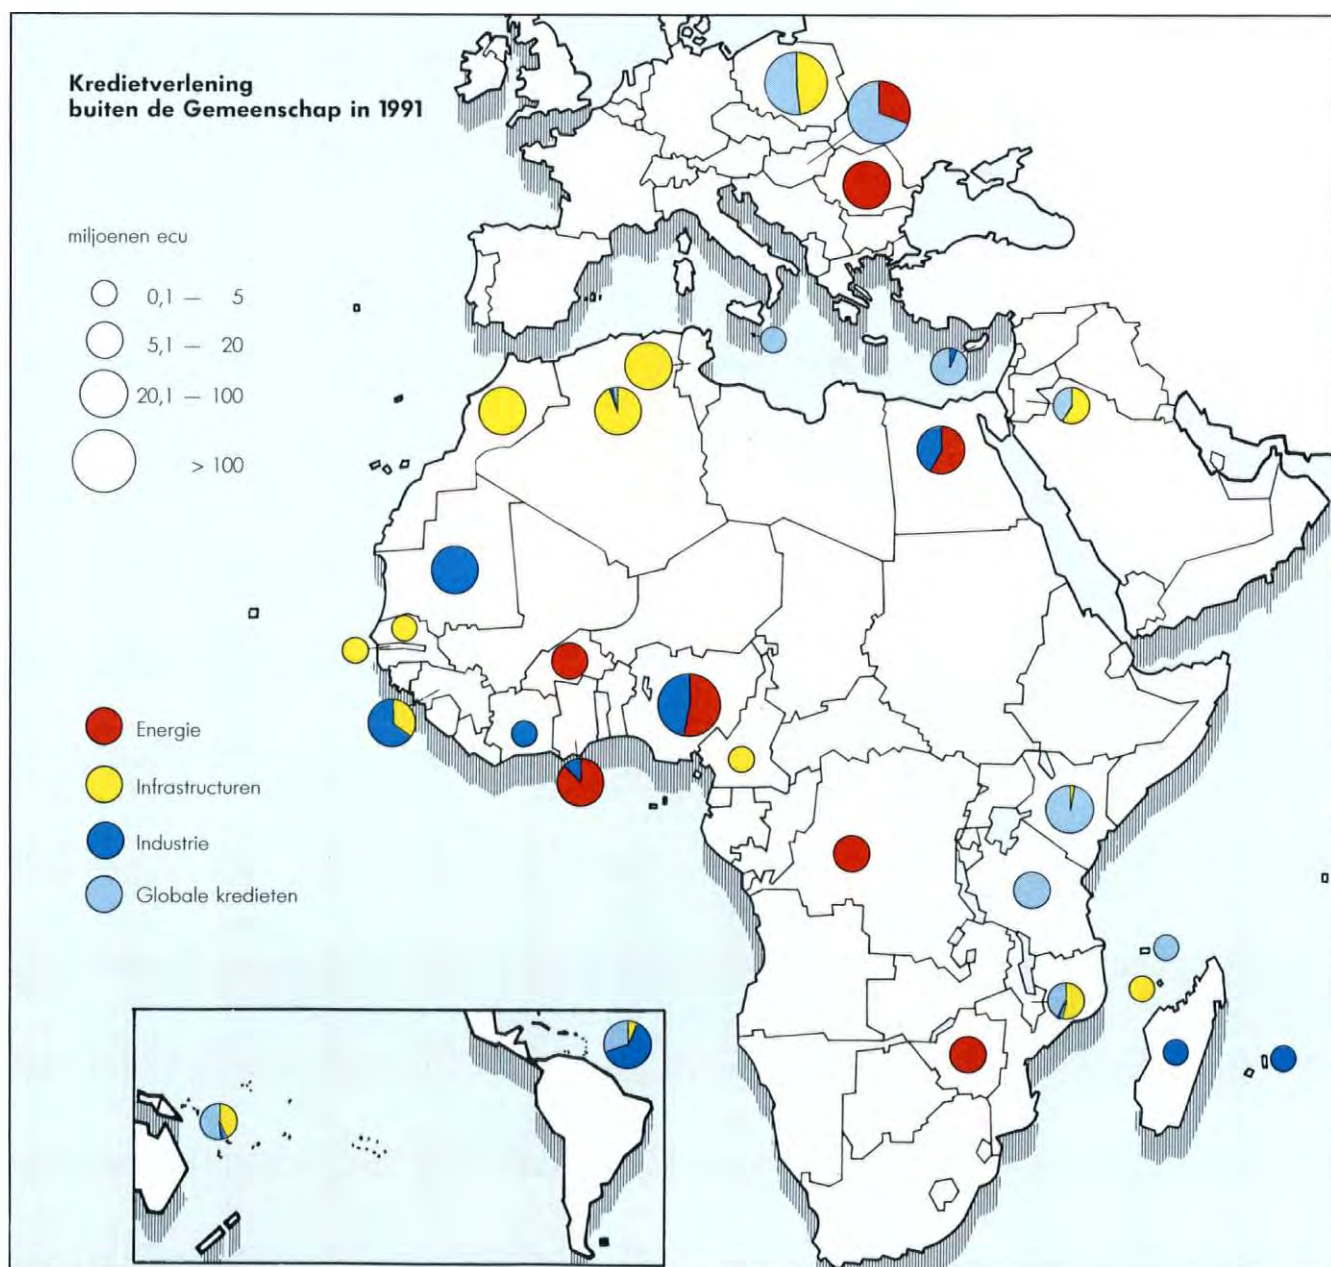 Kredietverlening
buiten de Gemeenschap in 1991
miljoenen ecu
0,1 — 5
5,1 — 20
20,1 — 100
> 100
Energie
Infrastructuren
Industrie
Globale kredieten